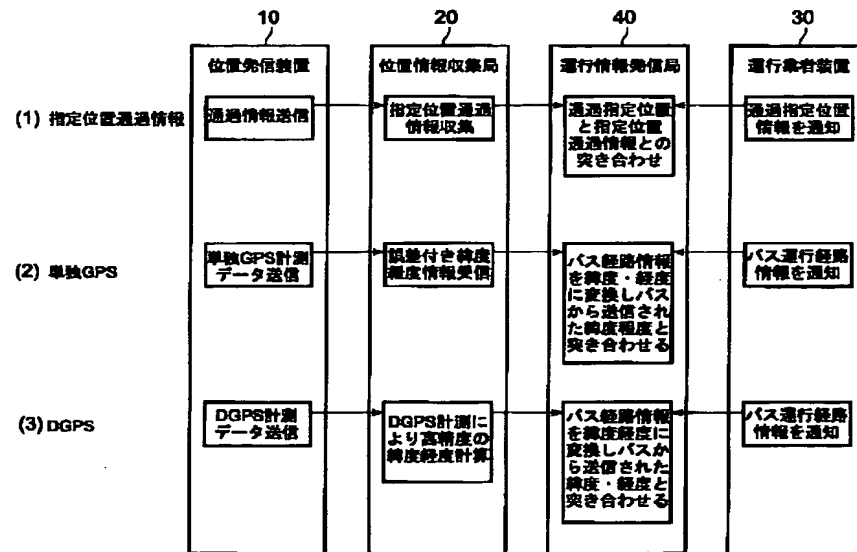 10
20
40
30
位置発信装置
位置情報収集局
運行情報発信局
運行業者装置
(1) 指定位置通過情報
通過情報送信
指定位置通過
情報収集
通過指定位置
と指定位置
通過情報との
突き合わせ
通過指定位置
情報を通知
(2) 単独GPS
単独GPS計測
データ送信
誤差付き緯度
経度情報受信
バス経路情報
を緯度・経度
に変換しバス
から送信され
た緯度程度と
突き合わせる
バス運行経路
情報を通知
(3) DGPS
DGPS計測
データ送信
DGPS計測に
より高精度の
緯度経度計算
バス経路情報
を緯度経度に
変換しバスか
ら送信された
緯度・経度と
突き合わせる
バス運行経路
情報を通知